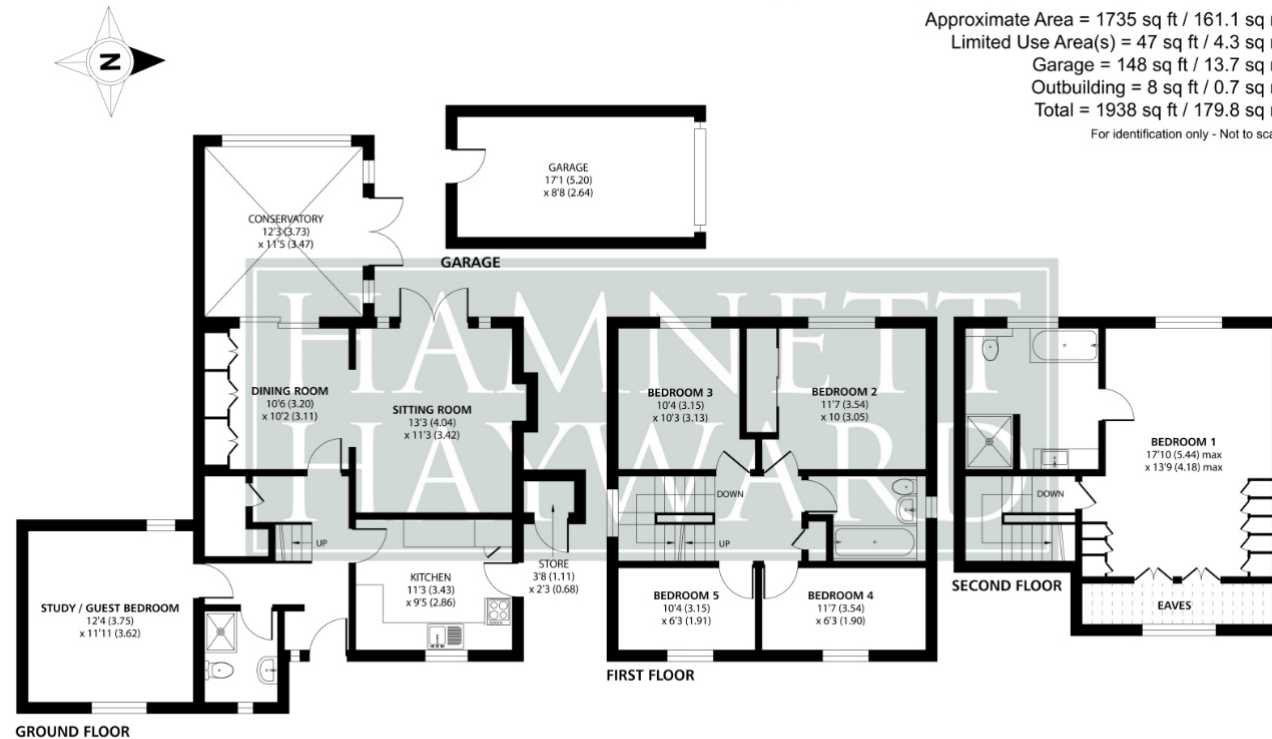 Approximate Area = 1735 sq ft / 161.1 sq
Limited Use Area(s) = 47 sq ft / 4.3 sq
Garage = 148 sq ft / 13.7 sq
Outbuilding = 8 sq ft / 0.7 sq
Total = 1938 sq ft / 179.8 sq
For identification only - Not to
N
GARAGE
17'1 (5.20)
x 8'8 (2.64)
GARAGE
CONSERVATORY
12'3 (3.73)
x 11'5 (3.47)
HAMNETT
HAYWARD
DINING ROOM
10'6 (3.20)
x 10'2 (3.11)
SITTING ROOM
13'3 (4.04)
x 11'3 (3.42)
UP
KITCHEN
11'3 (3.43)
x 9'5 (2.86)
STORE
3'8 (1.11)
x 2'3 (0.68)
STUDY / GUEST BEDROOM
12'4 (3.75)
x 11'11 (3.62)
GROUND FLOOR
BEDROOM 3
10'4 (3.15)
x 10'3 (3.13)
BEDROOM 2
11'7 (3.54)
x 10 (3.05)
DOWN
UP
BEDROOM 5
10'4 (3.15)
x 6'3 (1.91)
BEDROOM 4
11'7 (3.54)
x 6'3 (1.90)
FIRST FLOOR
BEDROOM 1
17'10 (5.44) max
x 13'9 (4.18) max
DOWN
SECOND FLOOR
EAVES